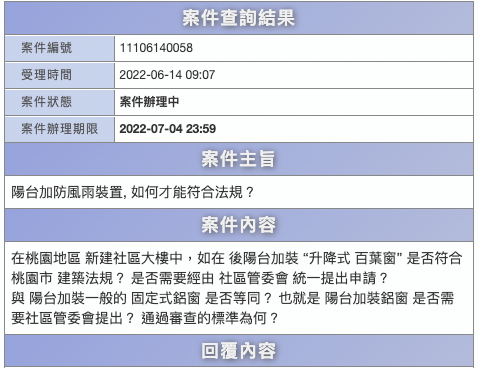 案件查詢結果
案件編號 11106140058
受理時間 2022-06-14 09:07
案件狀態 案件辦理中
案件辦理期限 2022-07-04 23:59
案件主旨
陽台加防風雨裝置, 如何才能符合法規？
案件內容
在桃園地區 新建社區大樓中，如在 後陽台加裝 “升降式 百葉窗” 是否符合
桃園市 建築法規？ 是否需要經由 社區管委會 統一提出申請？
與 陽台加裝一般的 固定式鋁窗 是否等同？ 也就是 陽台加裝鋁窗 是否需
要社區管委會提出？ 通過審查的標準為何？
回覆內容